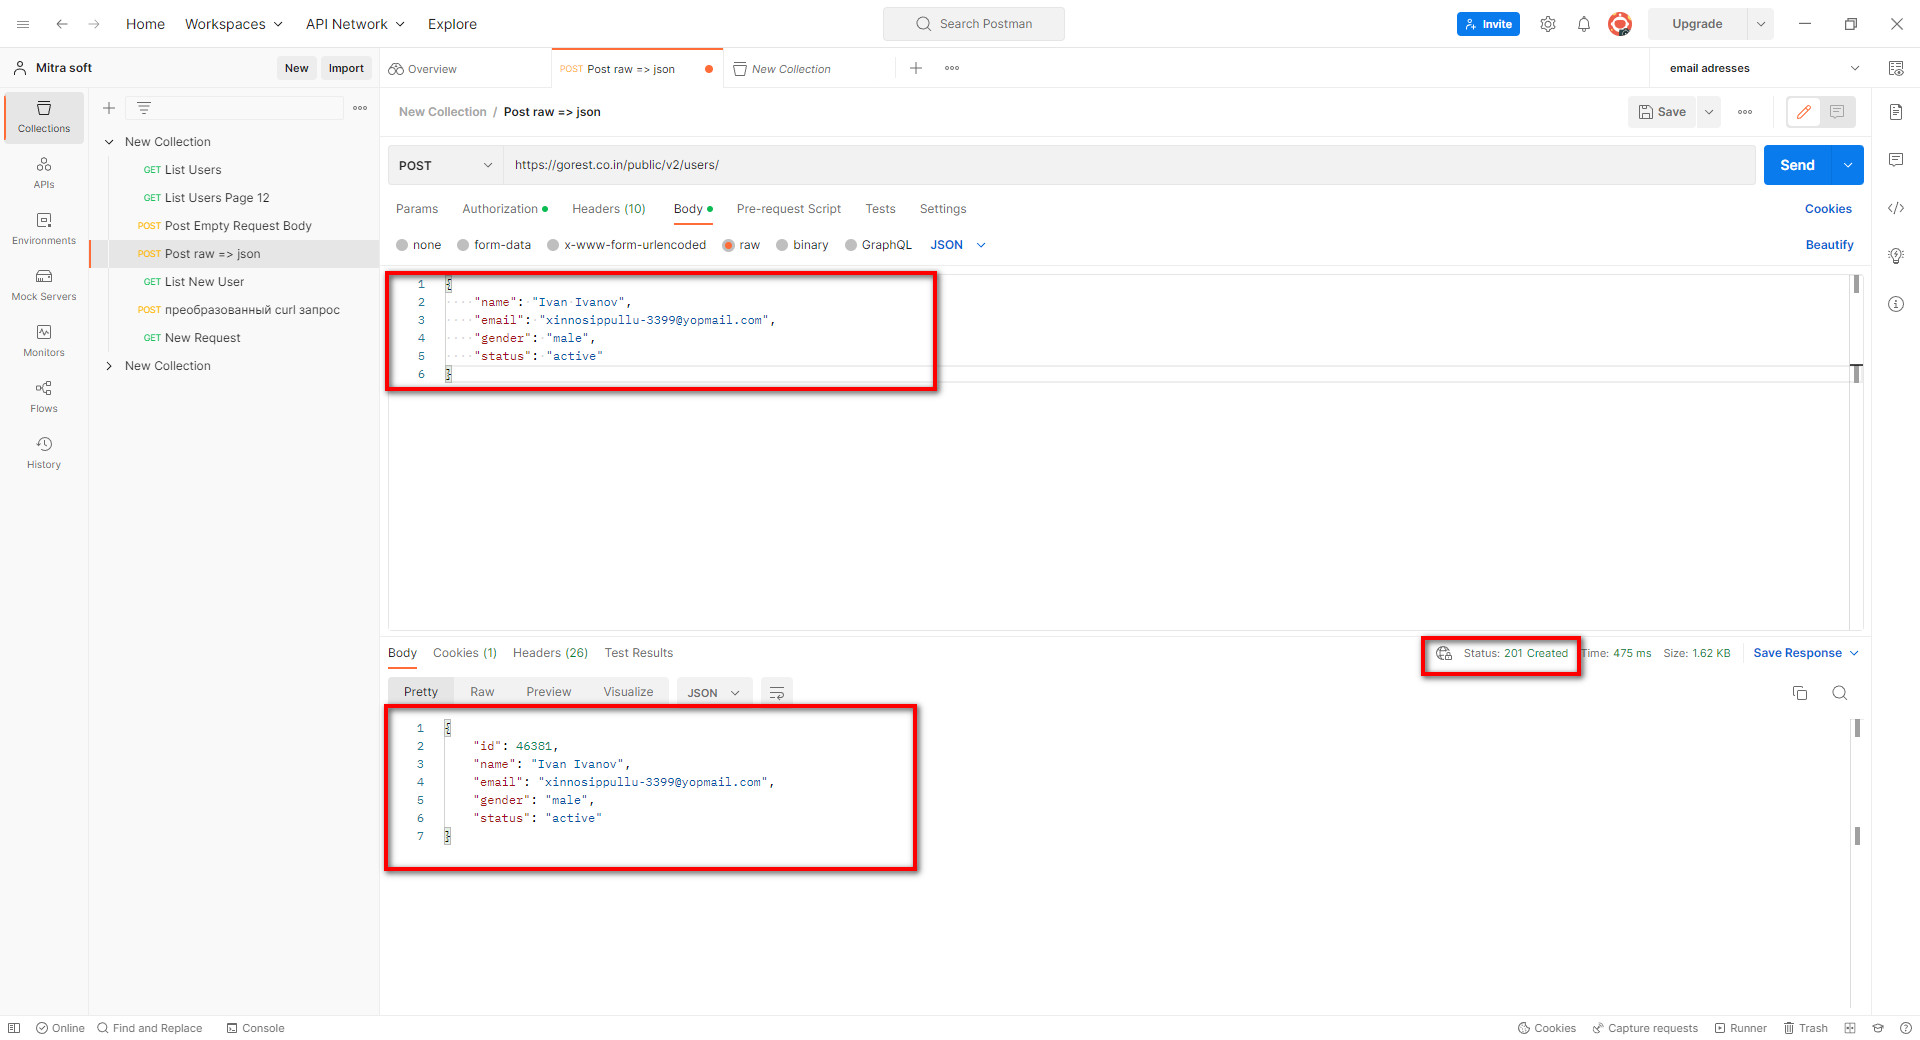 Home Workspaces API Network Explore Search Postman Invite Upgrade
Mitra soft New Import Overview POST Post raw => json New Collection email adresses
Collections
APIs
Environments
Mock Servers
Monitors
Flows
History
New Collection
GET List Users
GET List Users Page 12
POST Post Empty Request Body
POST Post raw => json
GET List New User
POST преобразованный curl запрос
GET New Request
New Collection
New Collection / Post raw => json Save
POST https://gorest.co.in/public/v2/users/ Send
Params Authorization Headers (10) Body Pre-request Script Tests Settings Cookies
none form-data x-www-form-urlencoded raw binary GraphQL JSON Beautify
1 {
2 "name": "Ivan Ivanov",
3 "email": "xinnosippullu-3399@yopmail.com",
4 "gender": "male",
5 "status": "active"
6 }
Body Cookies (1) Headers (26) Test Results Status: 201 Created Time: 475 ms Size: 1.62 KB Save Response
Pretty Raw Preview Visualize JSON
1 {
2 "id": 46381,
3 "name": "Ivan Ivanov",
4 "email": "xinnosippullu-3399@yopmail.com",
5 "gender": "male",
6 "status": "active"
7 }
Online Find and Replace Console Cookies Capture requests Runner Trash